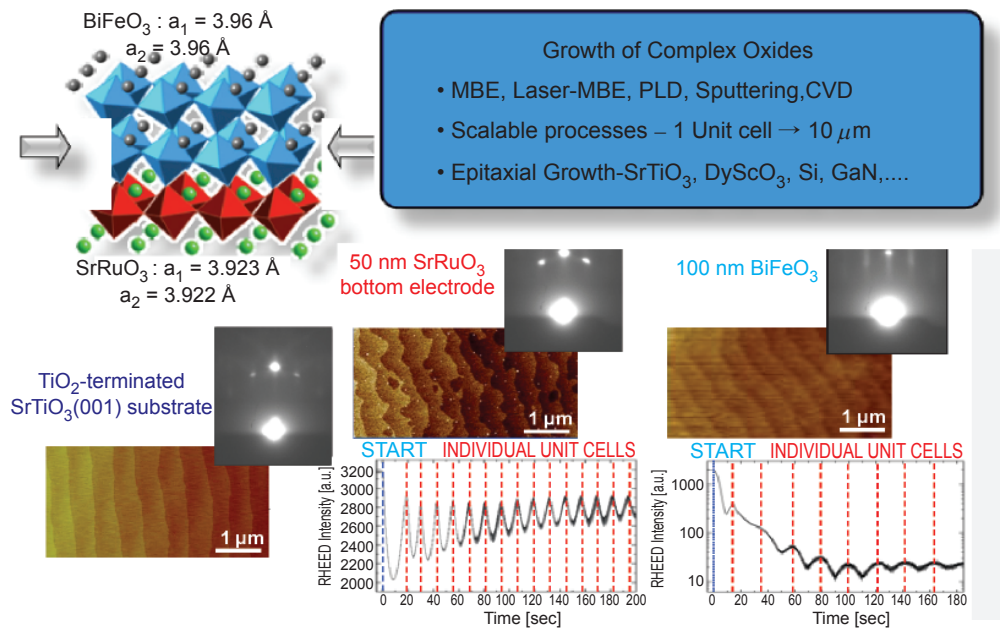 BiFeO₃ : a₁ = 3.96 Å
a₂ = 3.96 Å
Growth of Complex Oxides
• MBE, Laser-MBE, PLD, Sputtering,CVD
• Scalable processes – 1 Unit cell → 10 μm
• Epitaxial Growth-SrTiO₃, DyScO₃, Si, GaN,....
SrRuO₃ : a₁ = 3.923 Å
a₂ = 3.922 Å
50 nm SrRuO₃
bottom electrode
100 nm BiFeO₃
TiO₂-terminated
SrTiO₃(001) substrate
1 μm
1 μm
1 μm
START INDIVIDUAL UNIT CELLS
RHEED Intensity [a.u.]
3200
3000
2800
2600
2400
2200
2000
0 20 40 60 80 100 120 140 160 180 200
Time [sec]
START INDIVIDUAL UNIT CELLS
RHEED Intensity [a.u.]
1000
100
10
0 20 40 60 80 100 120 140 160 180
Time [sec]